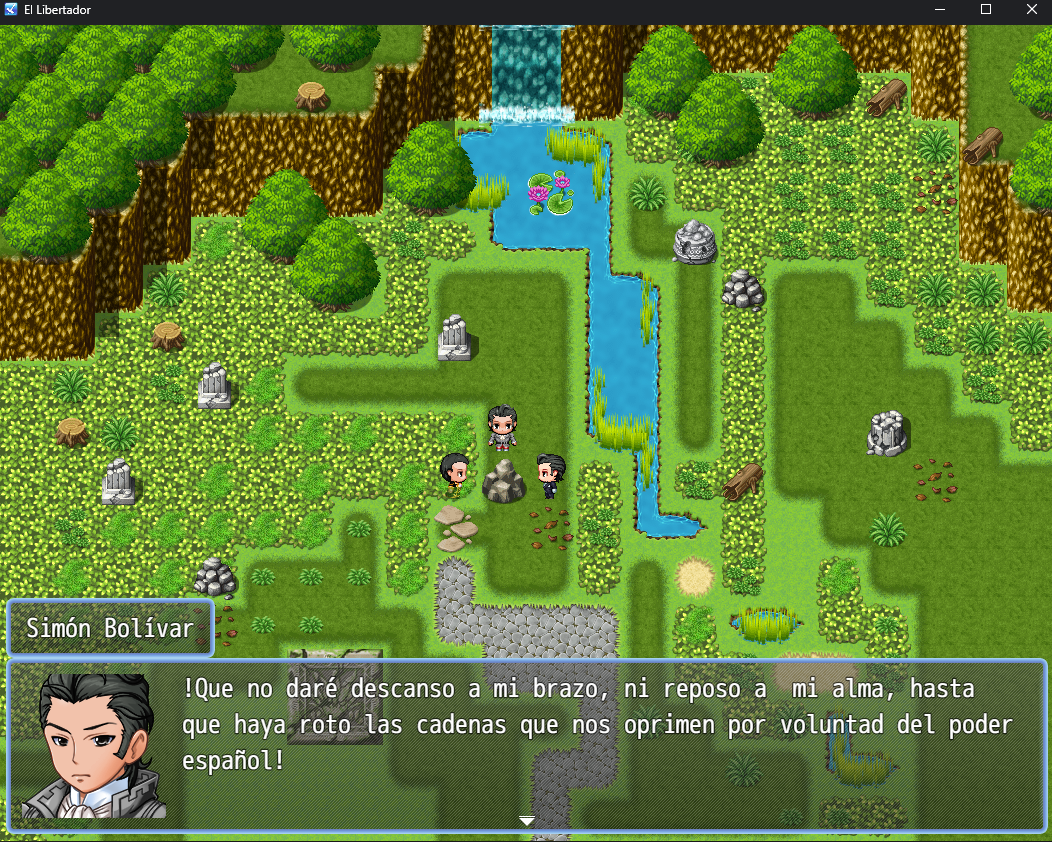 El Libertador
Simón Bolívar
!Que no daré descanso a mi brazo, ni reposo a  mi alma, hasta
que haya roto las cadenas que nos oprimen por voluntad del poder
español!